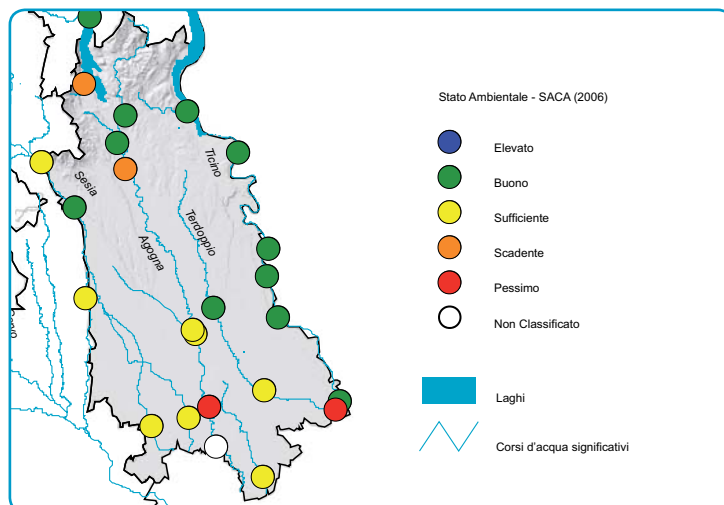 Stato Ambientale - SACA (2006)
Elevato
Buono
Sufficiente
Scadente
Pessimo
Non Classificato
Laghi
Corsi d'acqua significativi
Ticino
Sesia
Terdoppio
Agogna